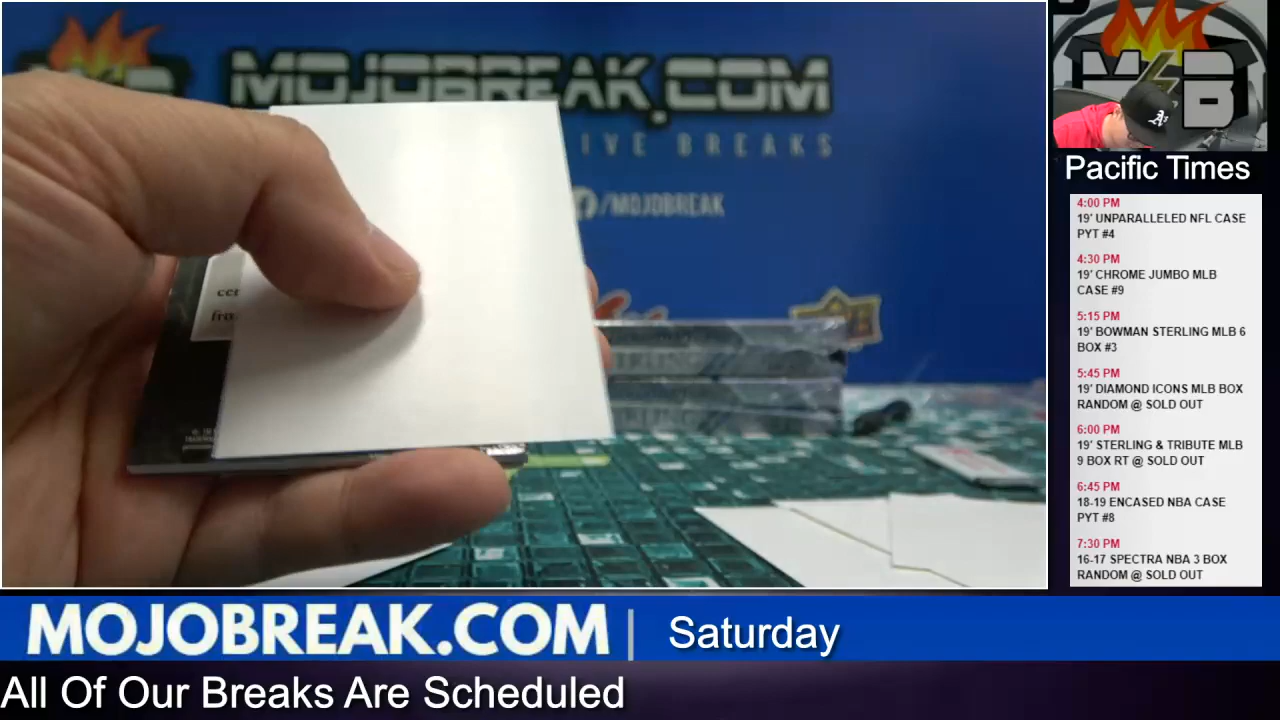 MOJOBREAK.COM
LIVE BREAKS
/MOJOBREAK
Pacific Times
4:00 PM
19' UNPARALLELED NFL CASE
PYT #4
4:30 PM
19' CHROME JUMBO MLB
CASE #9
5:15 PM
19' BOWMAN STERLING MLB 6
BOX #3
5:45 PM
19' DIAMOND ICONS MLB BOX
RANDOM @ SOLD OUT
6:00 PM
19' STERLING & TRIBUTE MLB
9 BOX RT @ SOLD OUT
6:45 PM
18-19 ENCASED NBA CASE
PYT #8
7:30 PM
16-17 SPECTRA NBA 3 BOX
RANDOM @ SOLD OUT
MOJOBREAK.COM | Saturday
All Of Our Breaks Are Scheduled